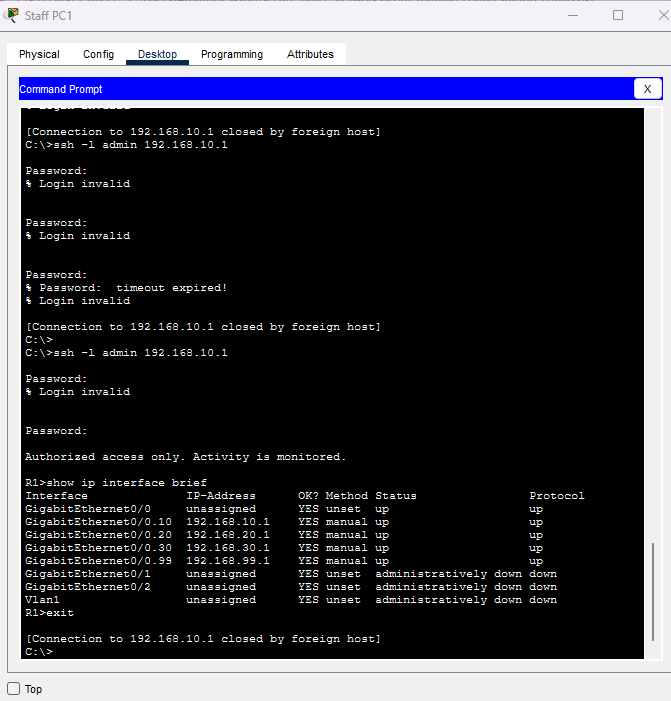 Staff PC1
Physical Config Desktop Programming Attributes
Command Prompt X
% Login invalid
[Connection to 192.168.10.1 closed by foreign host]
C:\>ssh -l admin 192.168.10.1
Password:
% Login invalid
Password:
% Login invalid
Password:
% Password:  timeout expired!
% Login invalid
[Connection to 192.168.10.1 closed by foreign host]
C:\>
C:\>ssh -l admin 192.168.10.1
Password:
% Login invalid
Password:
Authorized access only. Activity is monitored.
R1>show ip interface brief
Interface              IP-Address      OK? Method Status                Protocol
GigabitEthernet0/0     unassigned      YES unset  up                    up
GigabitEthernet0/0.10  192.168.10.1    YES manual up                    up
GigabitEthernet0/0.20  192.168.20.1    YES manual up                    up
GigabitEthernet0/0.30  192.168.30.1    YES manual up                    up
GigabitEthernet0/0.99  192.168.99.1    YES manual up                    up
GigabitEthernet0/1     unassigned      YES unset  administratively down down
GigabitEthernet0/2     unassigned      YES unset  administratively down down
Vlan1                  unassigned      YES unset  administratively down down
R1>exit
[Connection to 192.168.10.1 closed by foreign host]
C:\>
Top